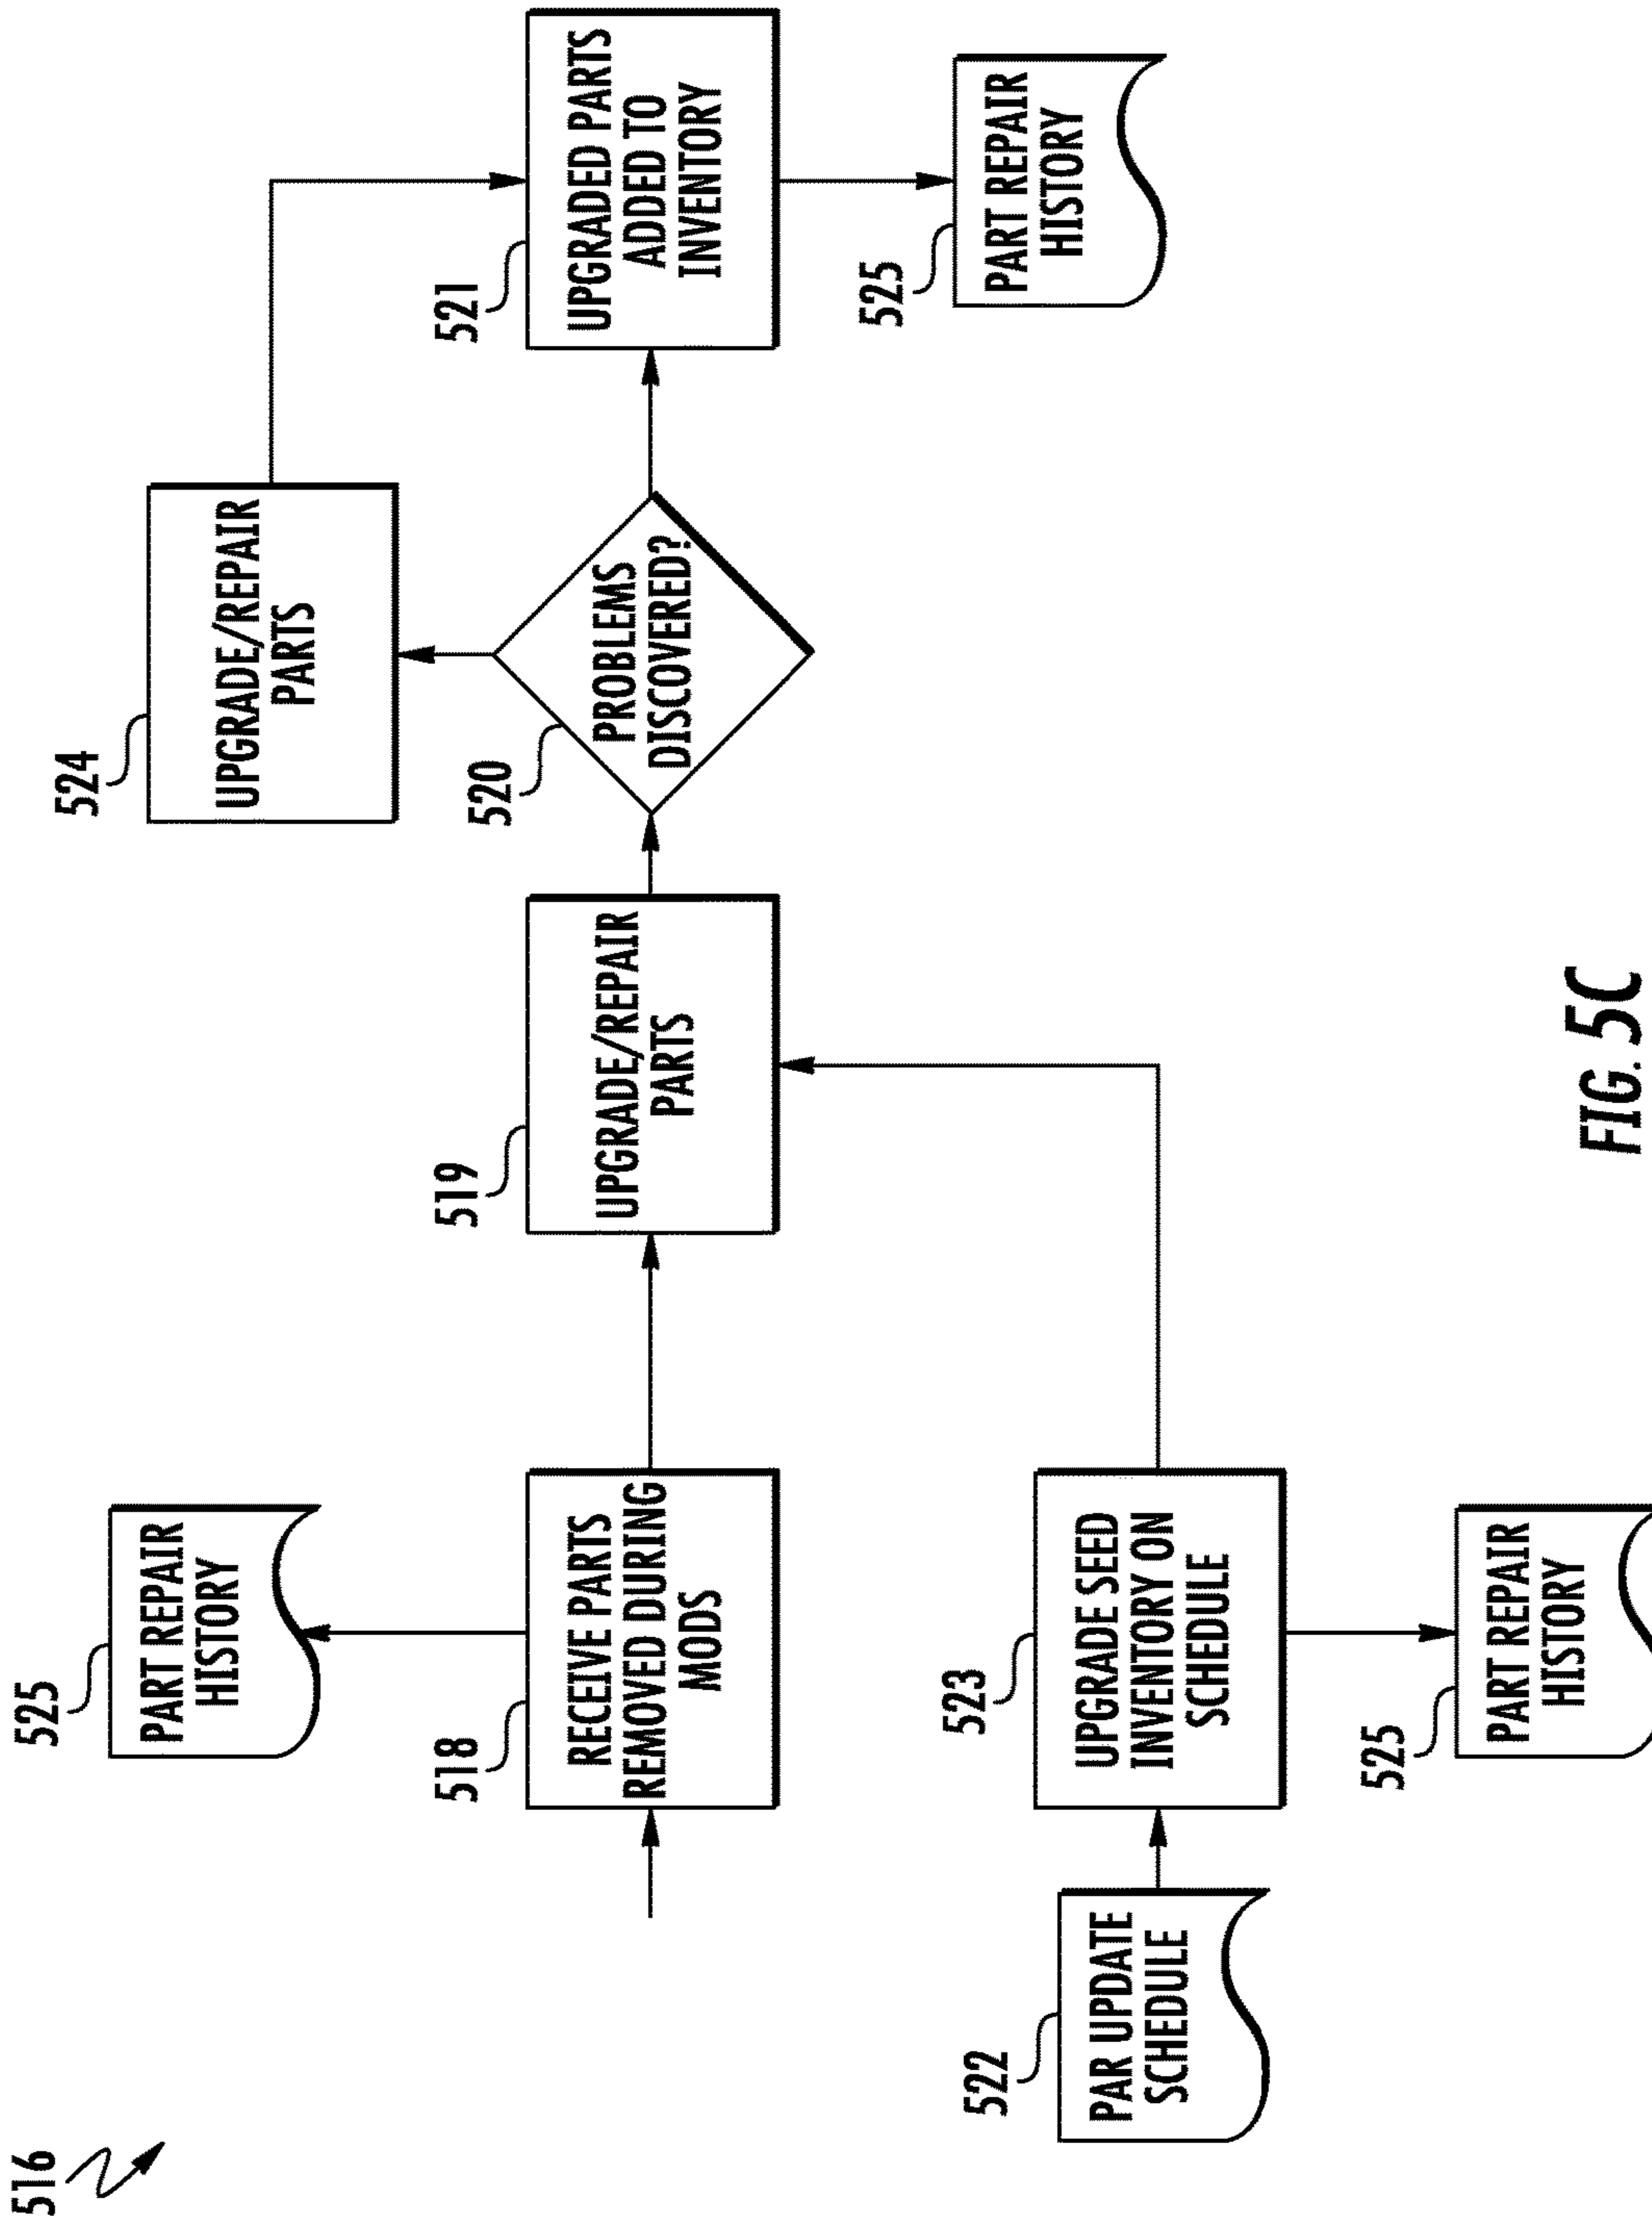 516
525
PART REPAIR
HISTORY
518
RECEIVE PARTS
REMOVED DURING
MODS
519
UPGRADE/REPAIR
PARTS
524
UPGRADE/REPAIR
PARTS
520
PROBLEMS
DISCOVERED?
521
UPGRADED PARTS
ADDED TO
INVENTORY
525
PART REPAIR
HISTORY
522
PAR UPDATE
SCHEDULE
523
UPGRADE SEED
INVENTORY ON
SCHEDULE
525
PART REPAIR
HISTORY
FIG. 5C